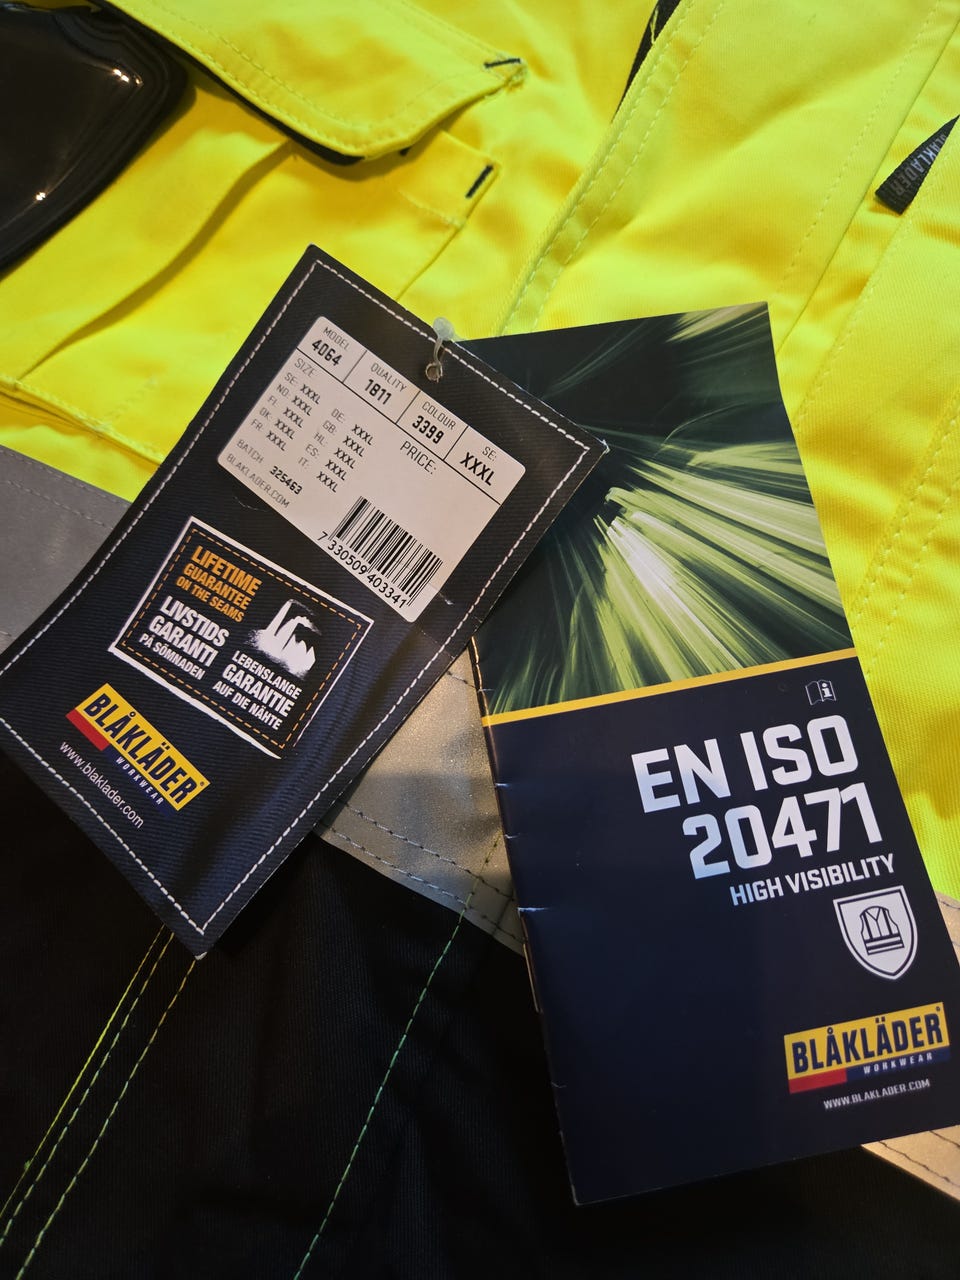 BLAKLADER
MODEL
4064
QUALITY
1811
COLOUR
3399
SE:
XXXL
SIZE
SE: XXXL
NO: XXXL
FI: XXXL
DK: XXXL
FR: XXXL
DE: XXXL
GB: XXXL
NL: XXXL
ES: XXXL
IT: XXXL
PRICE:
BATCH 325463
BLAKLADER.COM
7 330509 403341
LIFETIME
GUARANTEE
ON THE SEAMS
LIVSTIDS
GARANTI
PÅ SÖMNADEN
LEBENSLANGE
GARANTIE
AUF DIE NÄHTE
BLÅKLÄDER
WORKWEAR
www.blaklader.com
i
EN ISO
20471
HIGH VISIBILITY
BLÅKLÄDER
WORKWEAR
WWW.BLAKLADER.COM